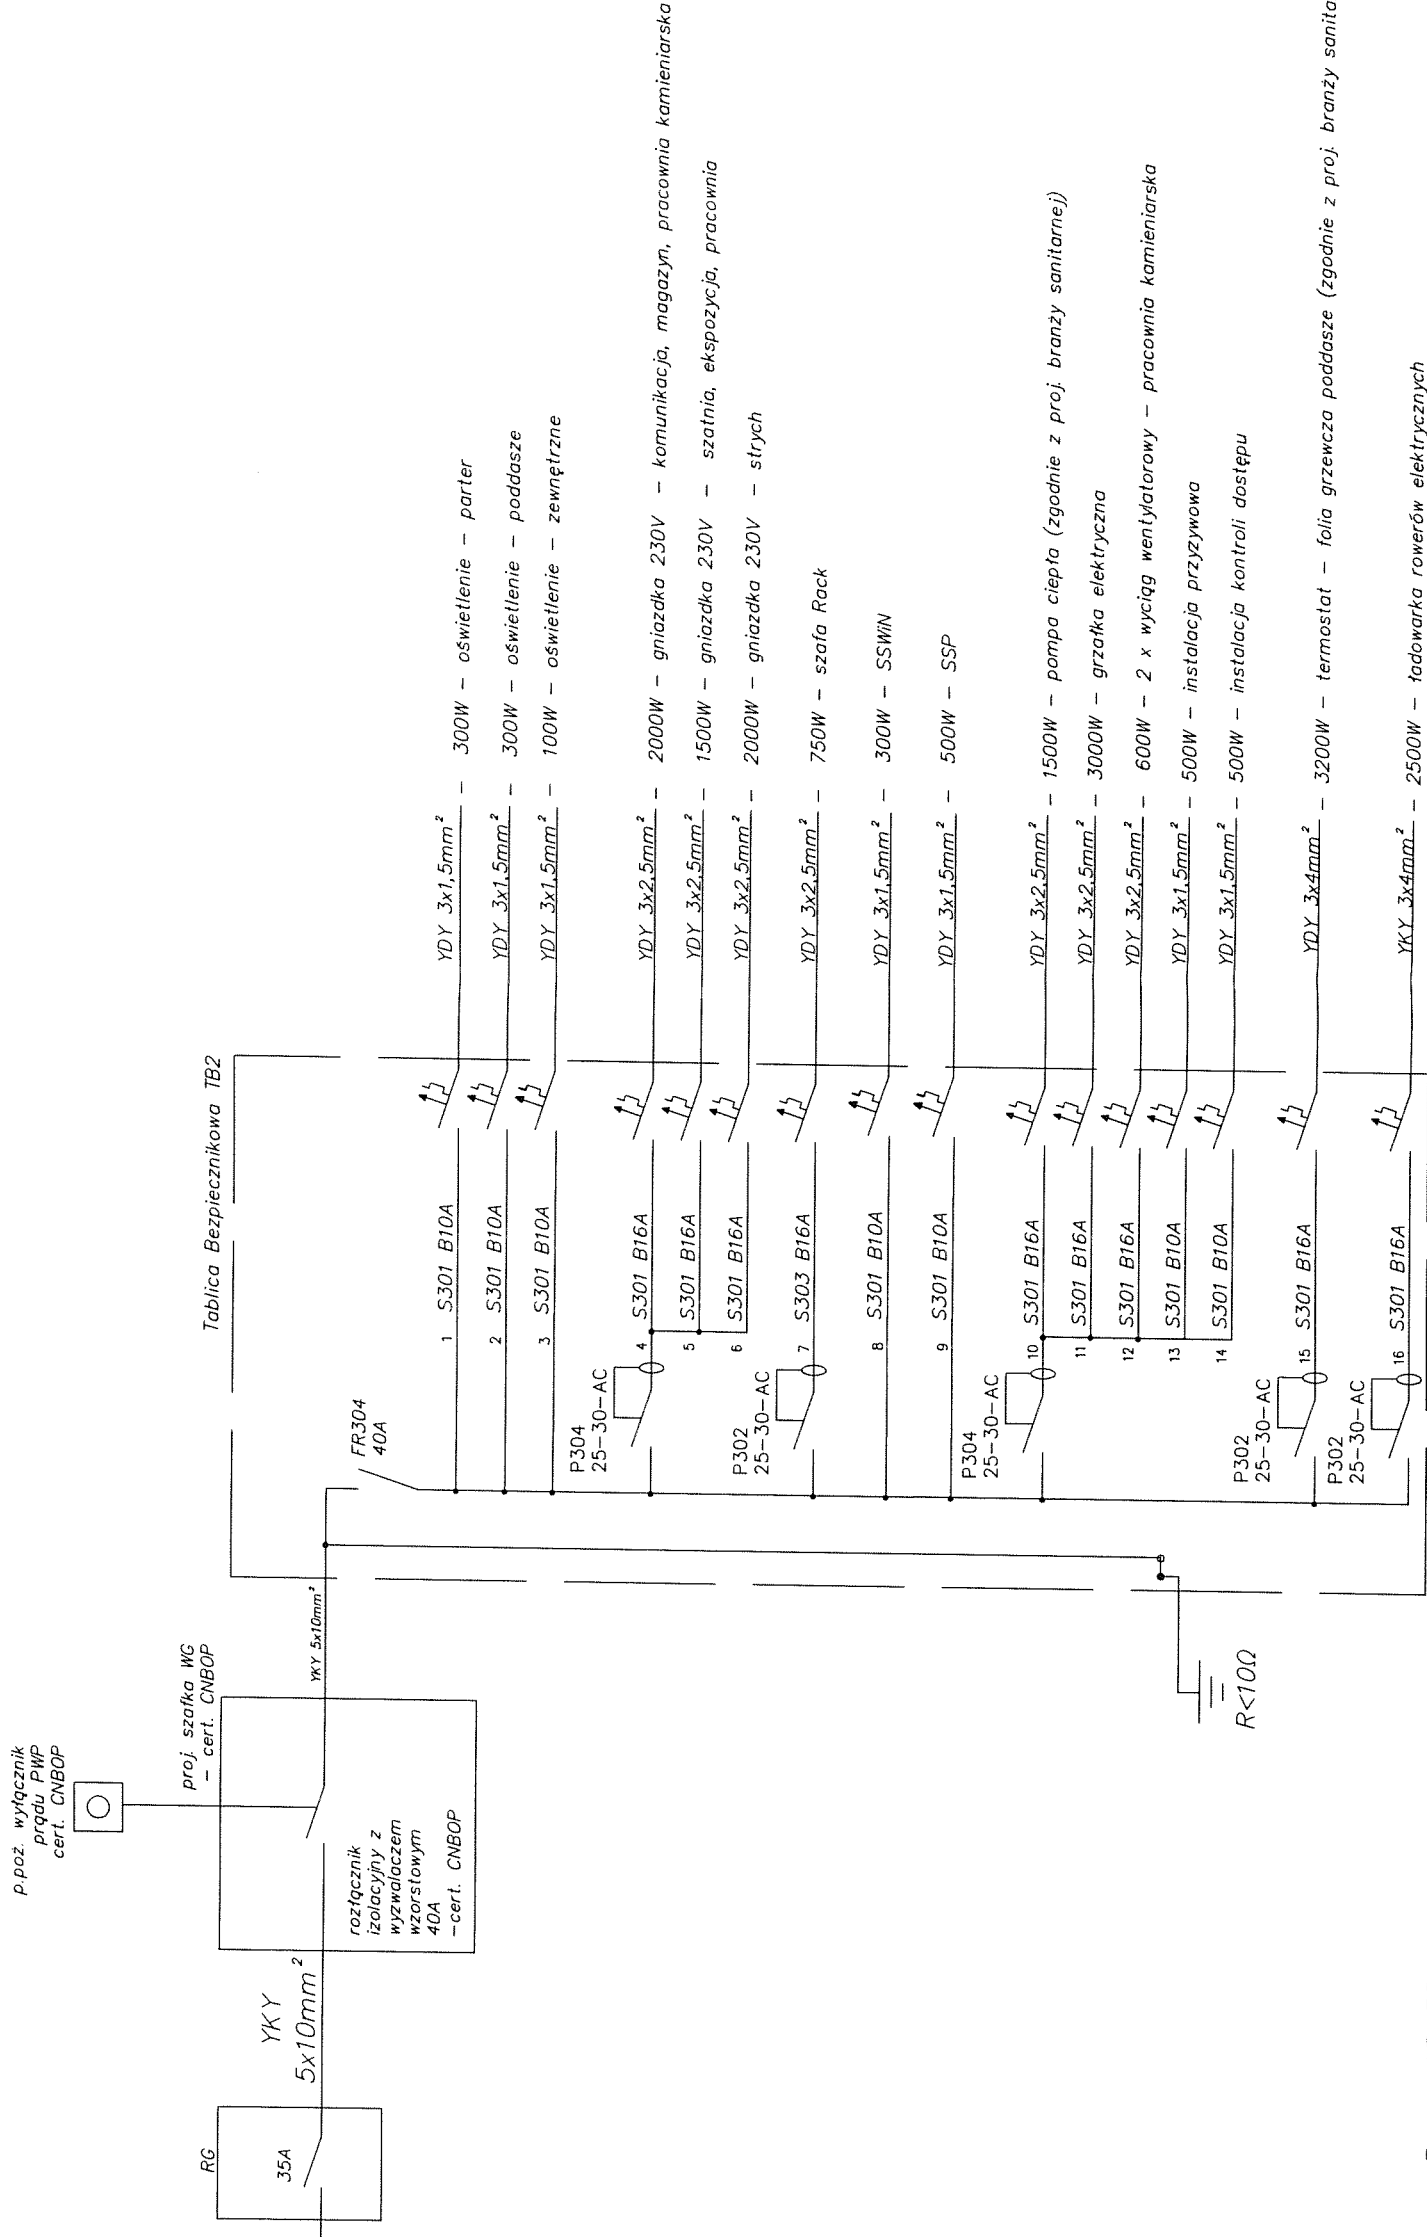 p.poż. wyłącznik
prądu PWP
cert. CNBOP
RG
35A
YKY
5x10mm²
proj. szafka WG
– cert. CNBOP
rozłącznik
izolacyjny z
wyzwalaczem
wzorstowym
40A
–cert. CNBOP
YKY 5x10mm²
Tablica Bezpiecznikowa TB2
FR304
40A
1 S301 B10A YDY 3x1,5mm² – 300W – oświetlenie – parter
2 S301 B10A YDY 3x1,5mm² – 300W – oświetlenie – poddasze
3 S301 B10A YDY 3x1,5mm² – 100W – oświetlenie – zewnętrzne
P304
25–30–AC
4 S301 B16A YDY 3x2,5mm² – 2000W – gniazdka 230V – komunikacja, magazyn, pracownia kamieniarska
5 S301 B16A YDY 3x2,5mm² – 1500W – gniazdka 230V – szatnia, ekspozycja, pracownia
6 S301 B16A YDY 3x2,5mm² – 2000W – gniazdka 230V – strych
P302
25–30–AC
7 S303 B16A YDY 3x2,5mm² – 750W – szafa Rack
8 S301 B10A YDY 3x1,5mm² – 300W – SSWiN
9 S301 B10A YDY 3x1,5mm² – 500W – SSP
P304
25–30–AC
10 S301 B16A YDY 3x2,5mm² – 1500W – pompa ciepła (zgodnie z proj. branży sanitarnej)
11 S301 B16A YDY 3x2,5mm² – 3000W – grzałka elektryczna
12 S301 B16A YDY 3x2,5mm² – 600W – 2 x wyciąg wentylatorowy – pracownia kamieniarska
13 S301 B10A YDY 3x1,5mm² – 500W – instalacja przyzywowa
14 S301 B10A YDY 3x1,5mm² – 500W – instalacja kontroli dostępu
P302
25–30–AC
15 S301 B16A YDY 3x4mm² – 3200W – termostat – folia grzewcza poddasze (zgodnie z proj. branży sanita
P302
25–30–AC
16 S301 B16A YKY 3x4mm² – 2500W – ładowarka rowerów elektrycznych
R<10Ω